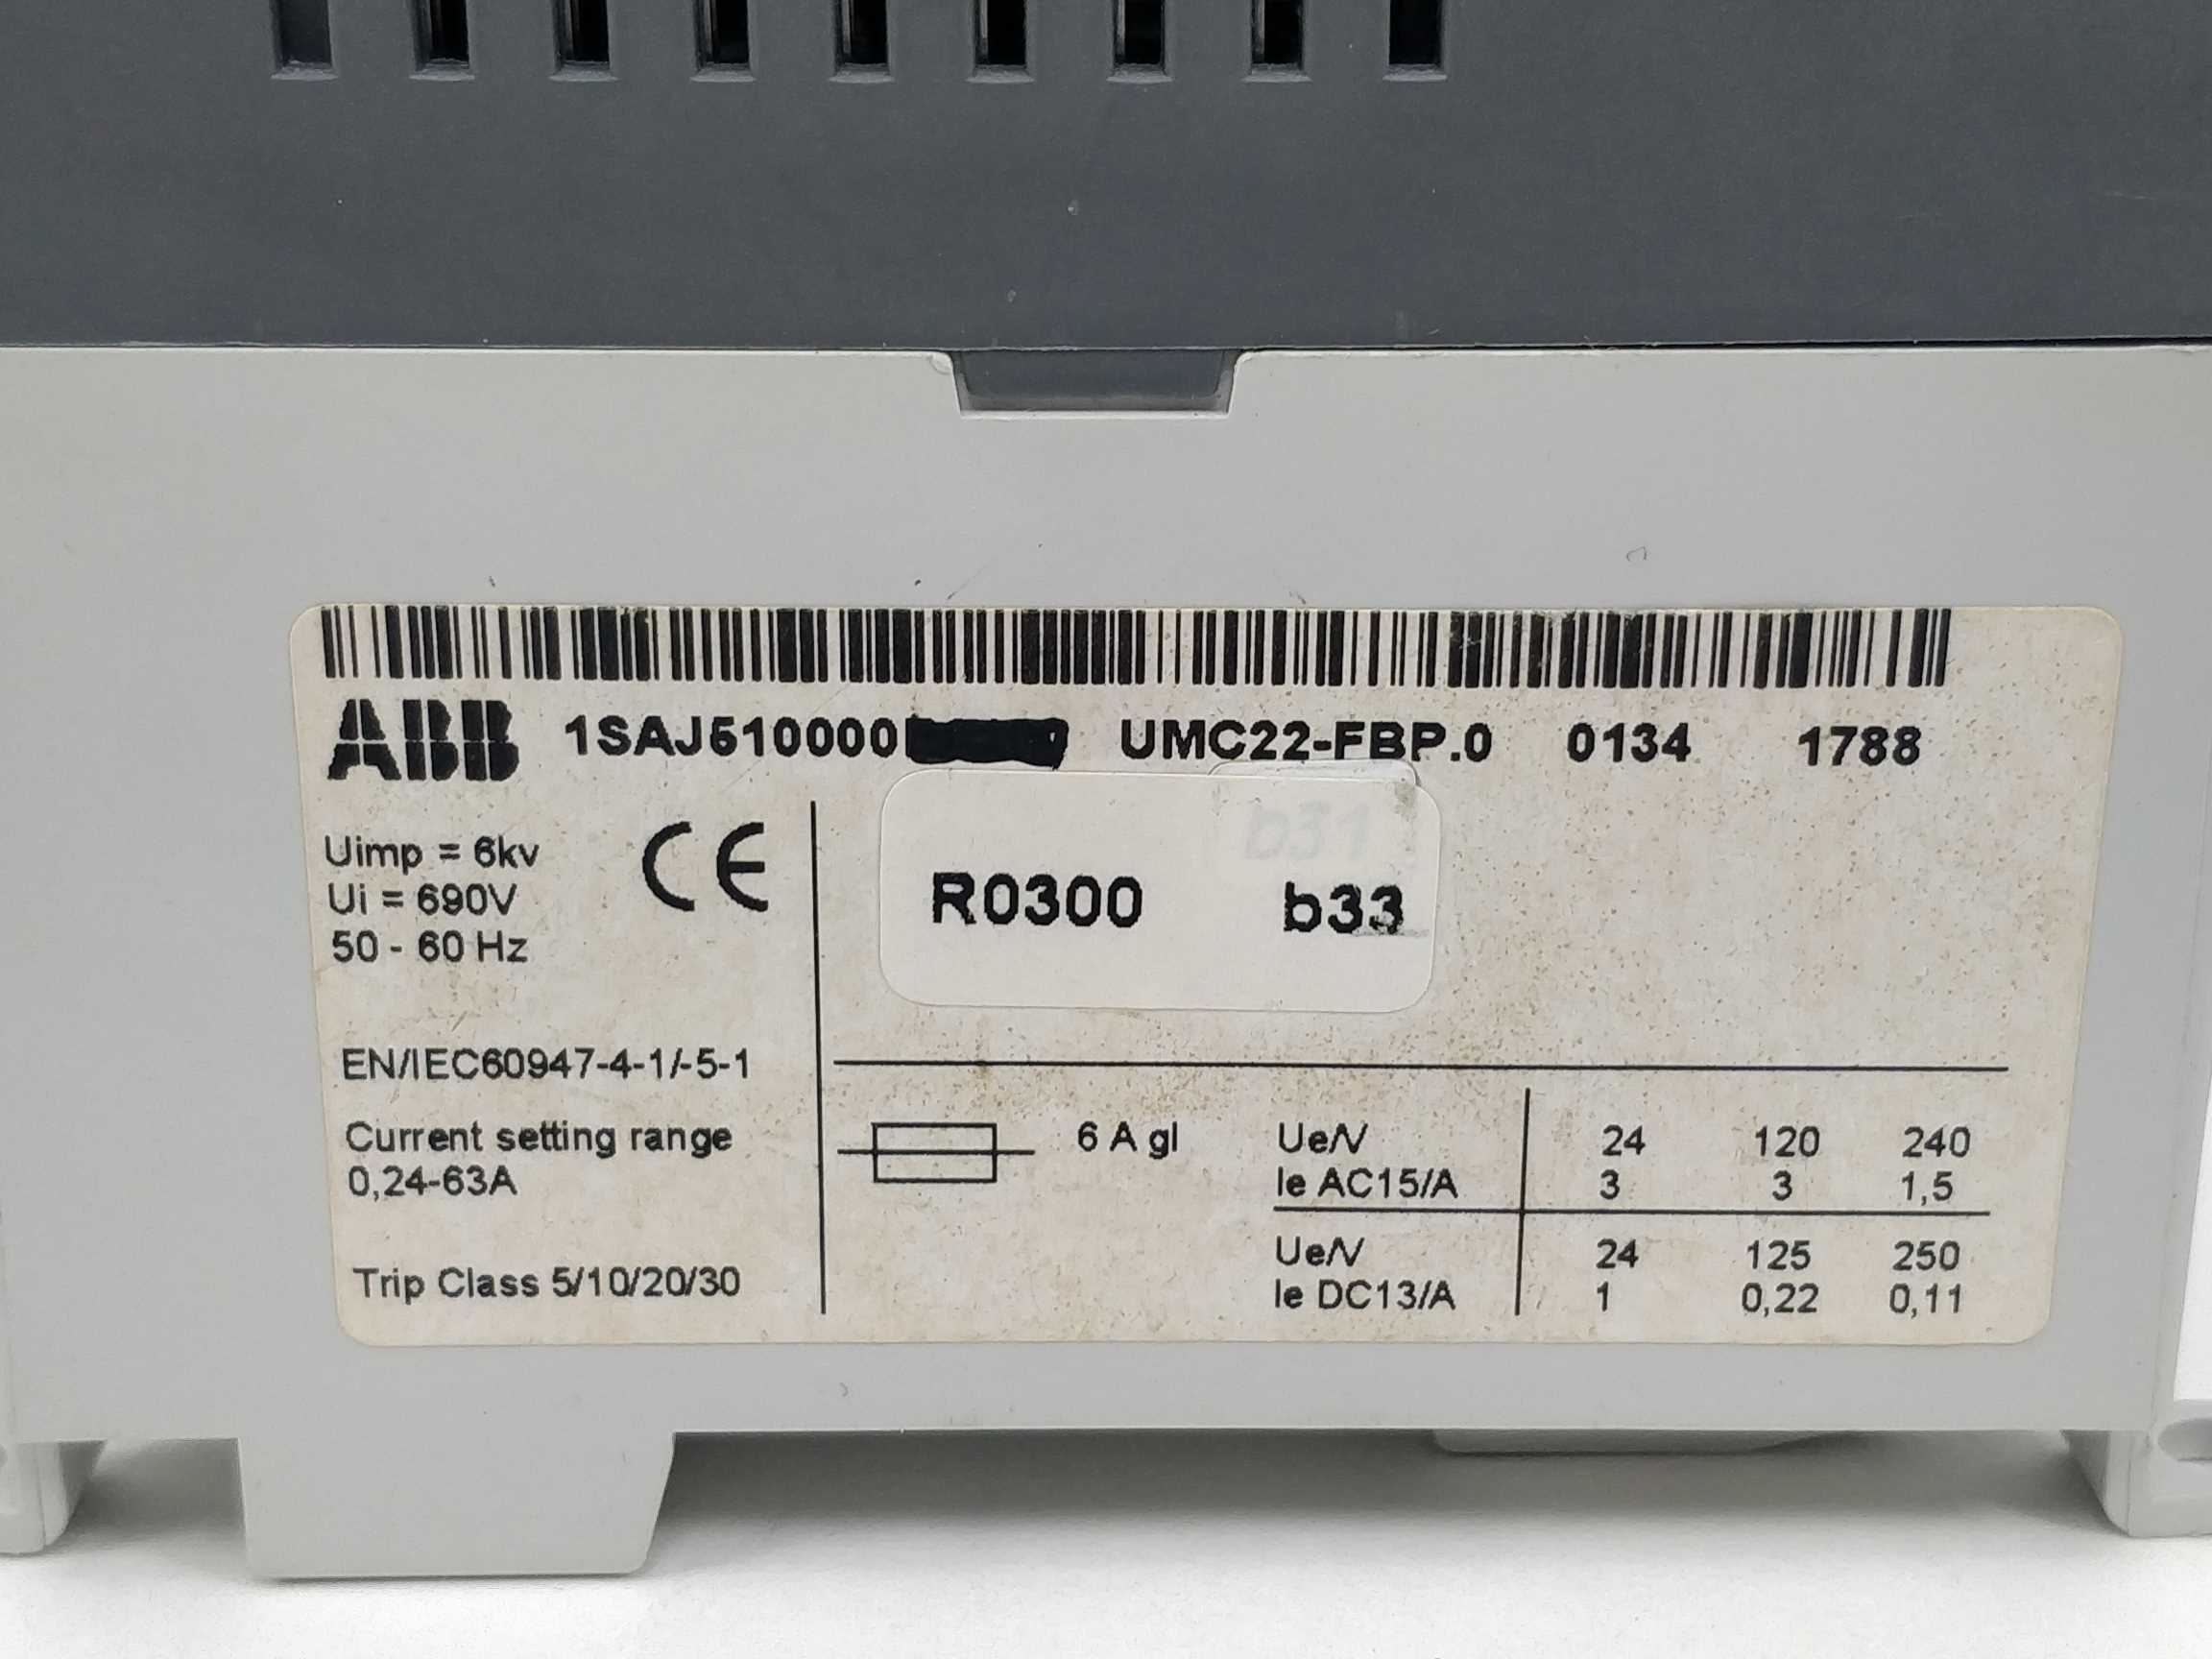 ABB 1SAJ510000 UMC22-FBP.0 0134 1788
Uimp = 6kv
Ui = 690V
50 - 60 Hz
CE
b31
R0300 b33
EN/IEC60947-4-1/-5-1
Current setting range
0,24-63A
Trip Class 5/10/20/30
6 A gl
Ue/V 24 120 240
Ie AC15/A 3 3 1,5
Ue/V 24 125 250
Ie DC13/A 1 0,22 0,11